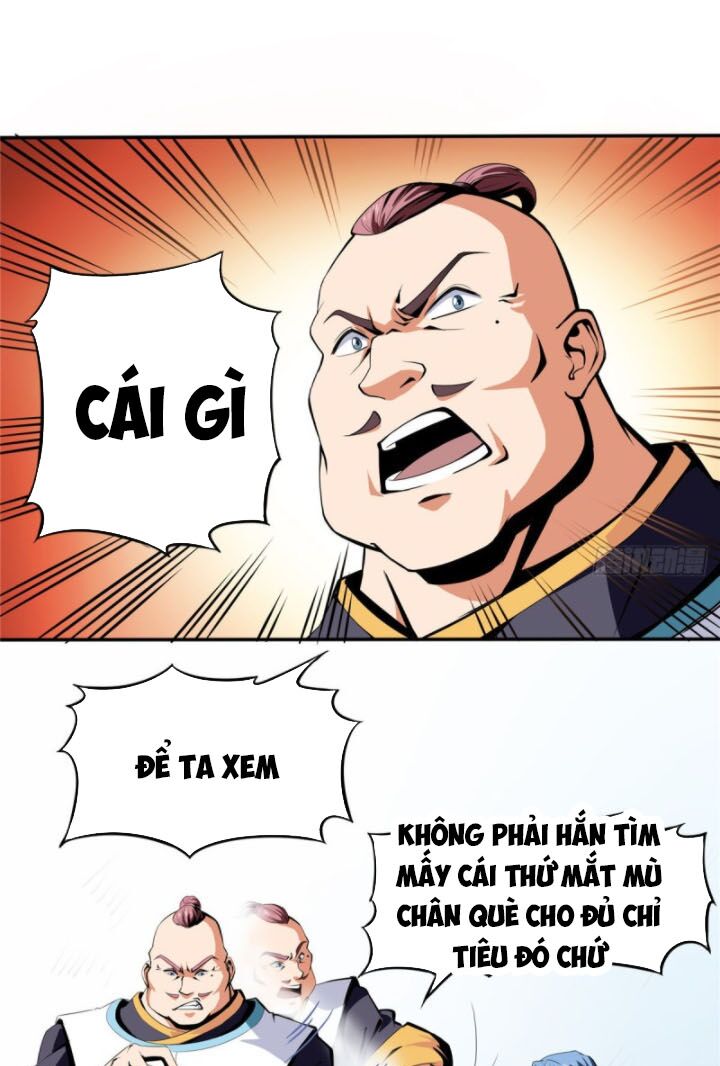 CÁI GÌ
ĐỂ TA XEM
KHÔNG PHẢI HẮN TÌM
MẤY CÁI THỨ MẮT MÙ
CHÂN QUÈ CHO ĐỦ CHỈ
TIÊU ĐÓ CHỨ